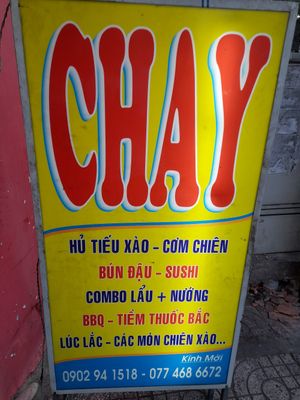 CHAY
HỦ TIẾU XÀO - CƠM CHIÊN
BÚN ĐẬU - SUSHI
COMBO LẨU + NƯỚNG
BBQ - TIỀM THUỐC BẮC
LÚC LẮC - CÁC MÓN CHIÊN XÀO...
Kính Mời
0902 94 1518 - 077 468 6672